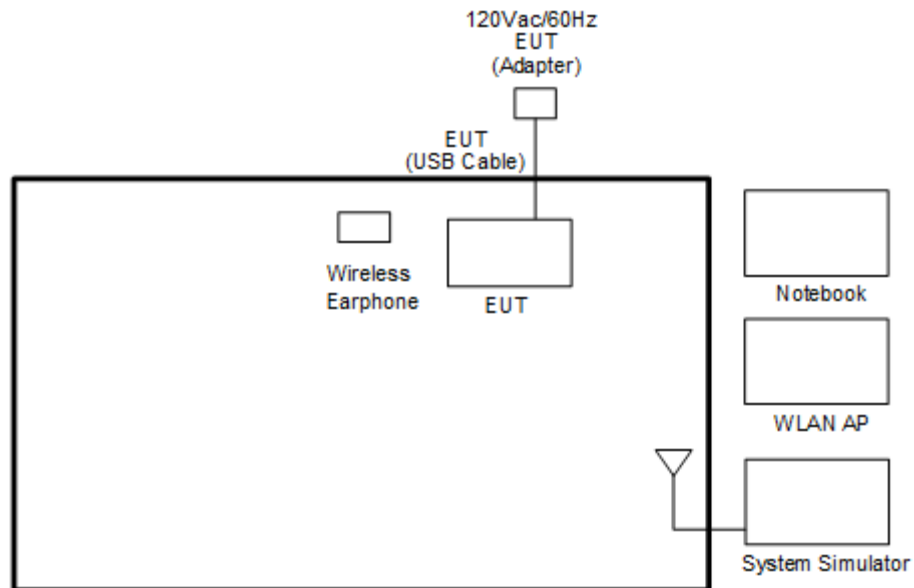 120Vac/60Hz
EUT
(Adapter)
EUT
(USB Cable)
Wireless
Earphone
EUT
Notebook
WLAN AP
System Simulator